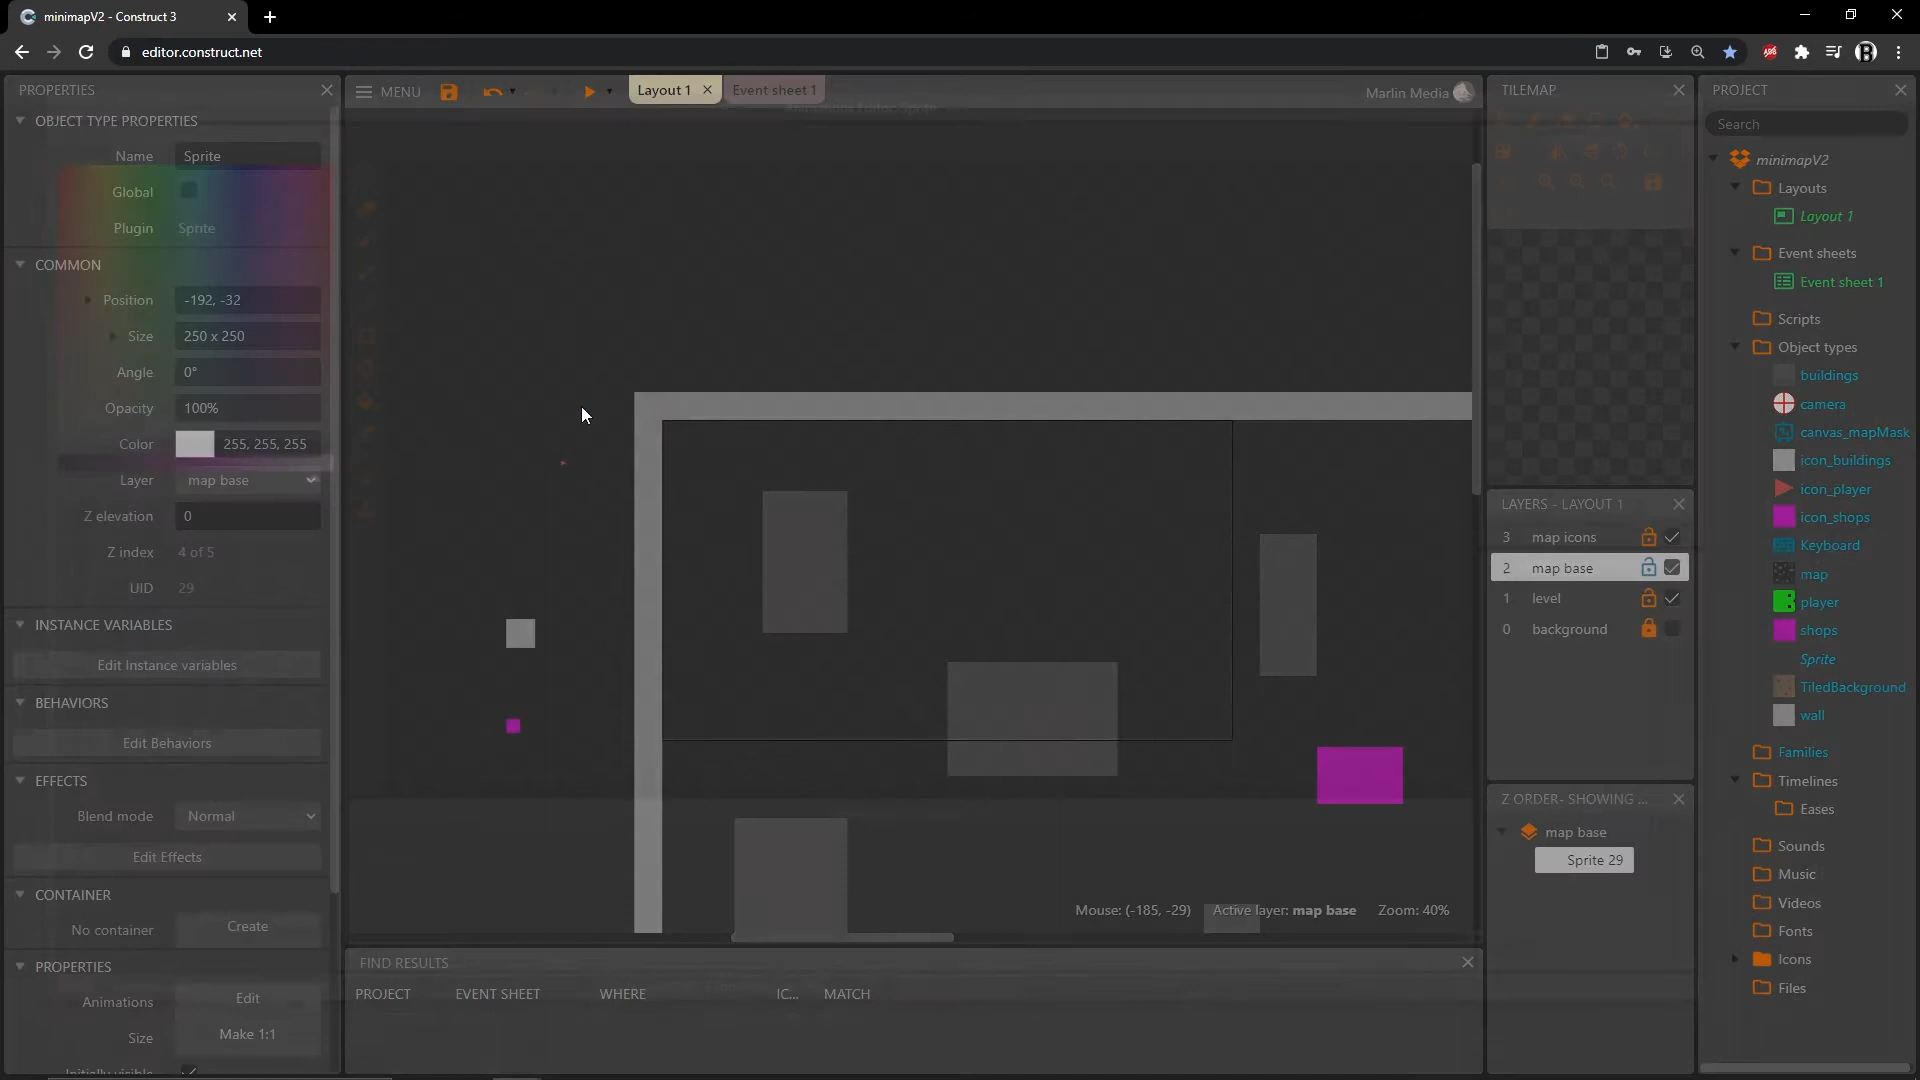 minimapV2 - Construct 3
editor.construct.net
PROPERTIES
OBJECT TYPE PROPERTIES
Name Sprite
Global
Plugin Sprite
COMMON
Position -192, -32
Size 250 x 250
Angle 0°
Opacity 100%
Color 255, 255, 255
Layer map base
Z elevation 0
Z index 4 of 5
UID 29
INSTANCE VARIABLES
Edit Instance variables
BEHAVIORS
Edit Behaviors
EFFECTS
Blend mode Normal
Edit Effects
CONTAINER
No container Create
PROPERTIES
Animations Edit
Size Make 1:1
Initially visible
MENU
Layout 1
Event sheet 1
Marlin Media
Mouse: (-185, -29) Active layer: map base Zoom: 40%
FIND RESULTS
PROJECT EVENT SHEET WHERE IC... MATCH
TILEMAP
LAYERS - LAYOUT 1
3 map icons
2 map base
1 level
0 background
Z ORDER- SHOWING ...
map base
Sprite 29
PROJECT
Search
minimapV2
Layouts
Layout 1
Event sheets
Event sheet 1
Scripts
Object types
buildings
camera
canvas_mapMask
icon_buildings
icon_player
icon_shops
Keyboard
map
player
shops
Sprite
TiledBackground
wall
Families
Timelines
Eases
Sounds
Music
Videos
Fonts
Icons
Files